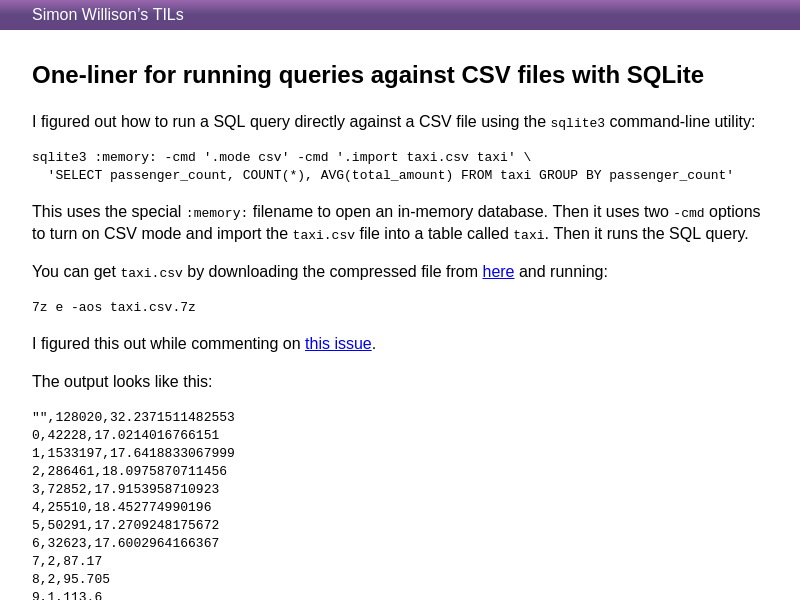 Simon Willison’s TILs
One-liner for running queries against CSV files with SQLite
I figured out how to run a SQL query directly against a CSV file using the sqlite3 command-line utility:
sqlite3 :memory: -cmd '.mode csv' -cmd '.import taxi.csv taxi' \
  'SELECT passenger_count, COUNT(*), AVG(total_amount) FROM taxi GROUP BY passenger_count'
This uses the special :memory: filename to open an in-memory database. Then it uses two -cmd options
to turn on CSV mode and import the taxi.csv file into a table called taxi. Then it runs the SQL query.
You can get taxi.csv by downloading the compressed file from here and running:
7z e -aos taxi.csv.7z
I figured this out while commenting on this issue.
The output looks like this:
"",128020,32.2371511482553
0,42228,17.0214016766151
1,1533197,17.6418833067999
2,286461,18.0975870711456
3,72852,17.9153958710923
4,25510,18.452774990196
5,50291,17.2709248175672
6,32623,17.6002964166367
7,2,87.17
8,2,95.705
9,1,113.6